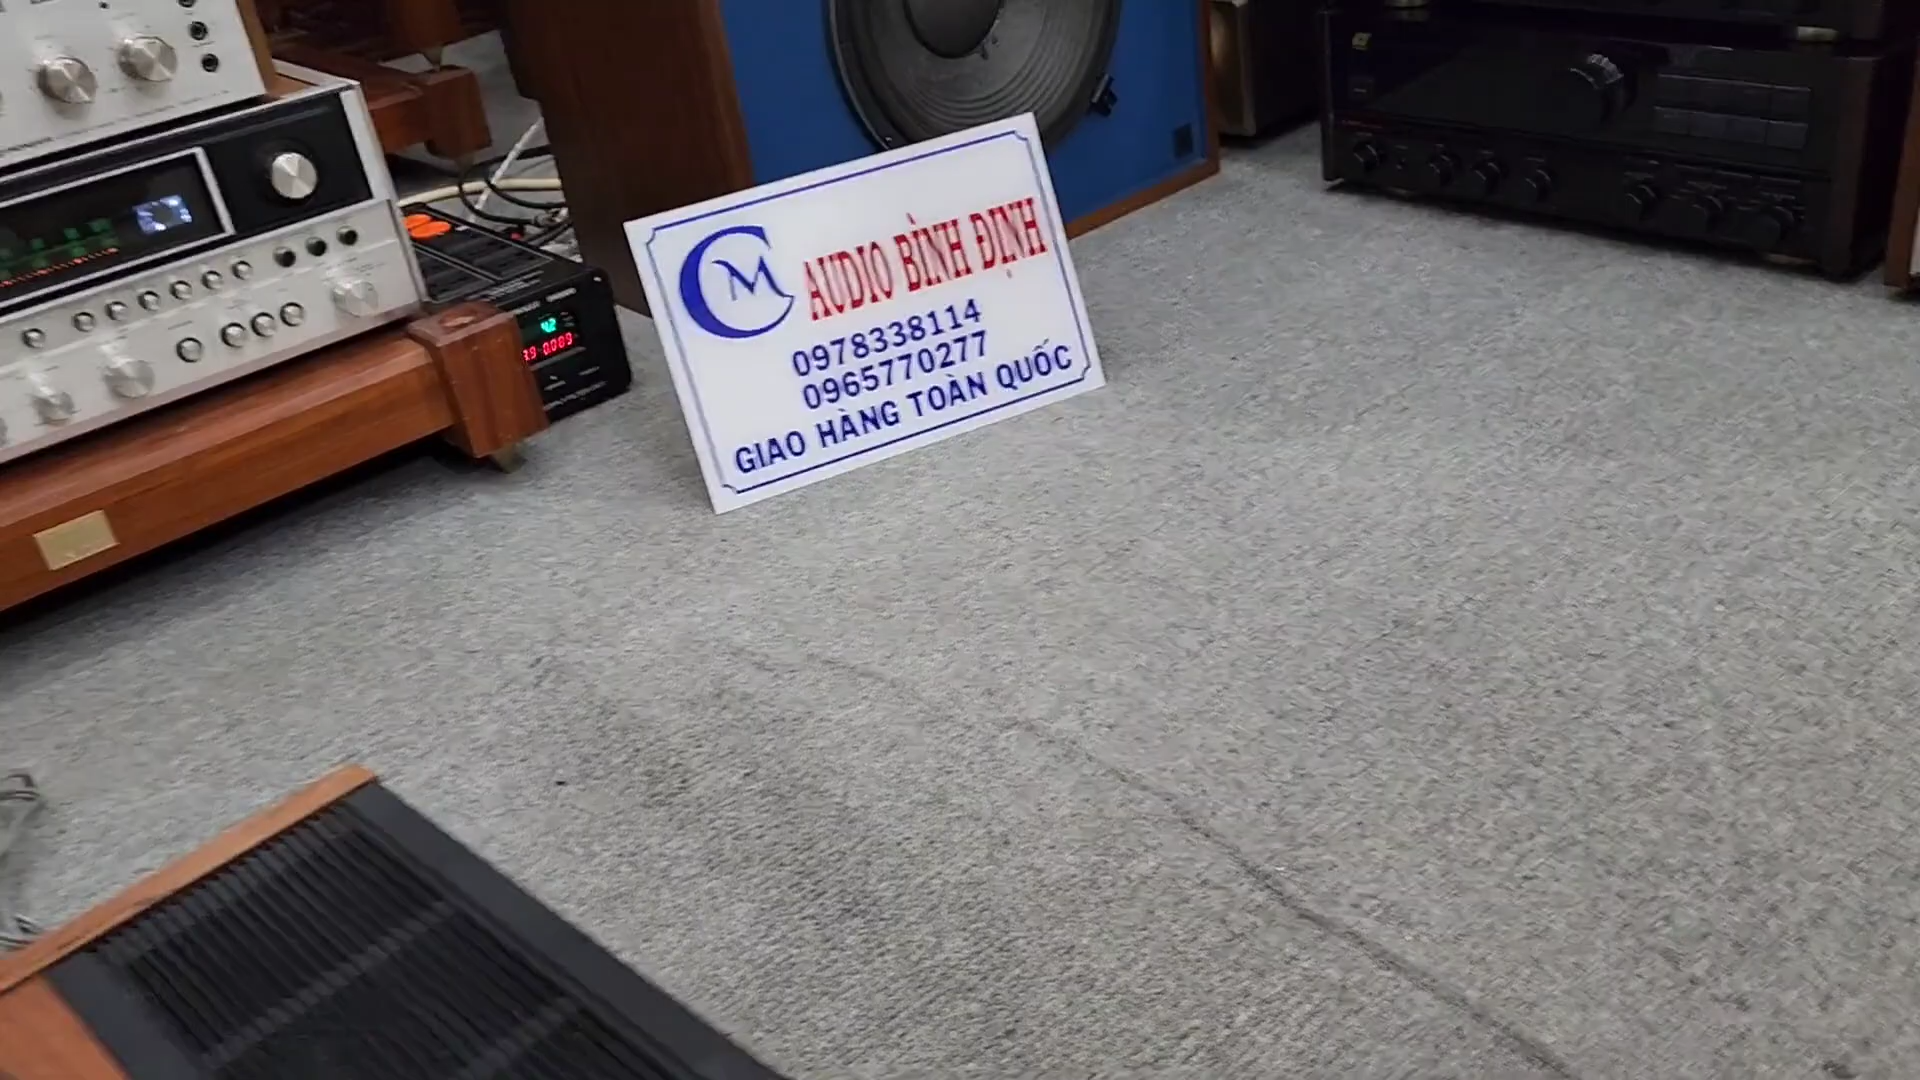 CM AUDIO BÌNH ĐỊNH
0978338114
0965770277
GIAO HÀNG TOÀN QUỐC